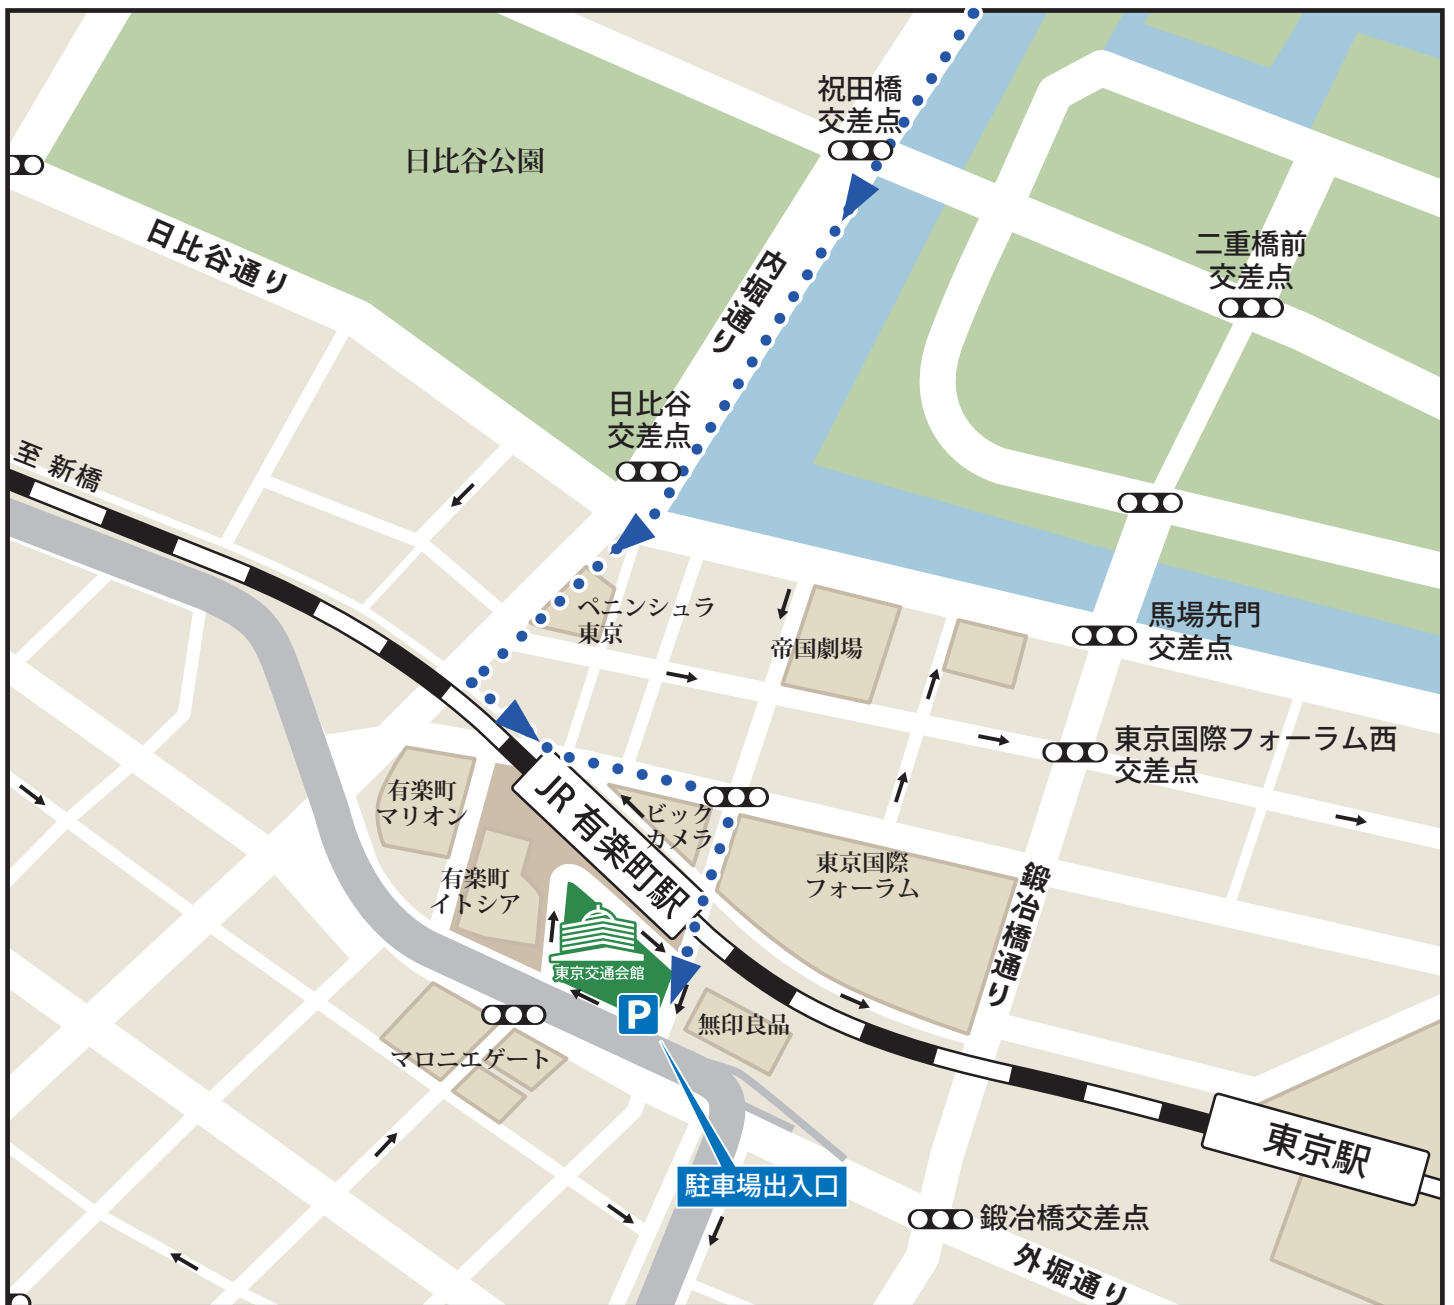 祝田橋
交差点
日比谷公園
日比谷通り
内堀通り
二重橋前
交差点
日比谷
交差点
至 新橋
ペニンシュラ
東京
帝国劇場
馬場先門
交差点
東京国際フォーラム西
交差点
有楽町
マリオン
JR 有楽町駅
ビック
カメラ
東京国際
フォーラム
有楽町
イトシア
鍛冶橋通り
東京交通会館
P
無印良品
マロニエゲート
東京駅
駐車場出入口
鍛冶橋交差点
外堀通り